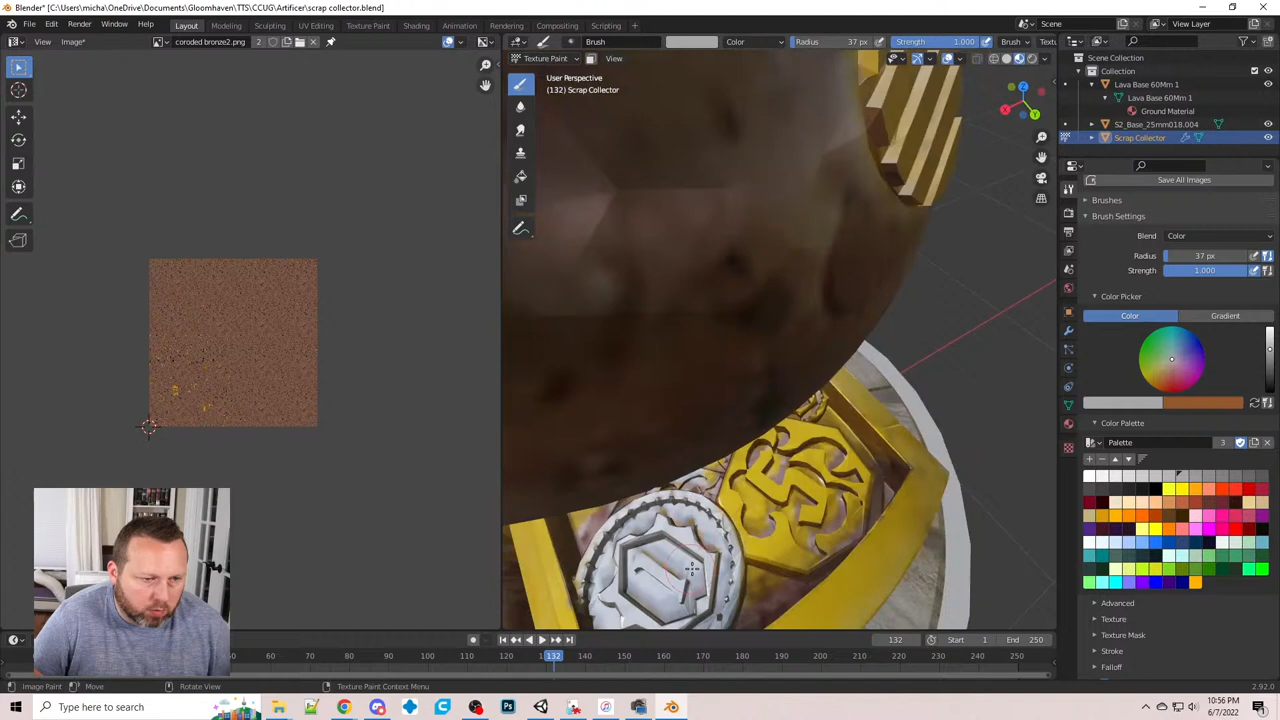 Blender* [C:\Users\micha\OneDrive\Documents\Gloomhaven\TTS\CCUG\Artificer\scrap collector.blend]
File Edit Render Window Help Layout Modeling Sculpting UV Editing Texture Paint Shading Animation Rendering Compositing Scripting Scene View Layer
View Image* coroded bronze2.png 2 Brush Color Radius 37 px Strength 1.000 Brush Textu
Texture Paint View
User Perspective
(132) Scrap Collector
Scene Collection
Collection
Lava Base 60Mm 1
Lava Base 60Mm 1
Ground Material
S2_Base_25mm018.004
Scrap Collector
Save All Images
Brushes
Brush Settings
Blend Color
Radius 37 px
Strength 1.000
Color Picker
Color Gradient
Color Palette
Palette 3
Advanced
Texture
Texture Mask
Stroke
Falloff
132 Start 1 End 250
50 60 70 80 90 100 110 120 132 140 150 160 170 180 190 200 210 220 230 240 250
Image Paint Move Rotate View Texture Paint Context Menu 2.92.0
Type here to search
10:56 PM
6/7/2022